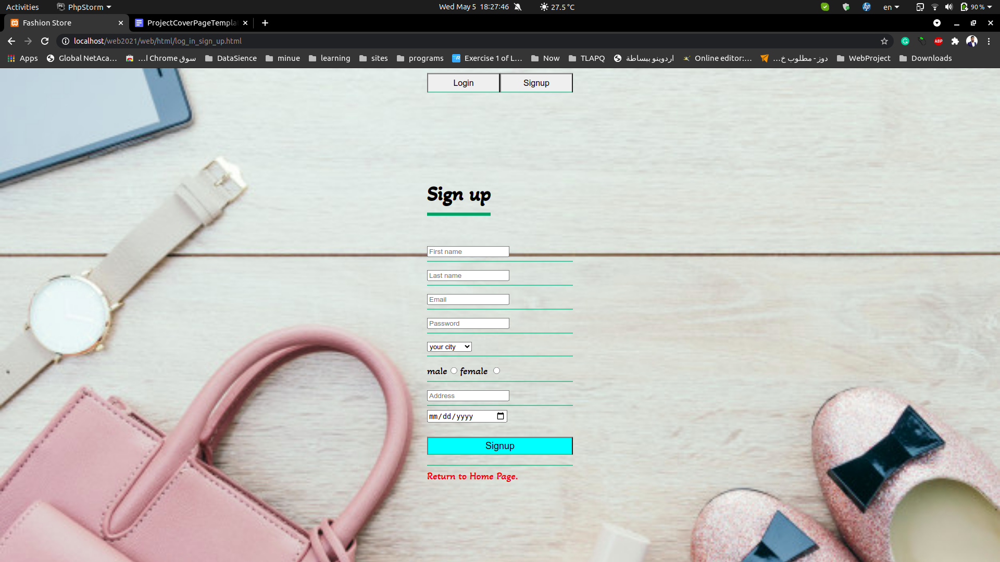 Activities PhpStorm Wed May 5 18:27:46 27.5 °C en 90 %
Fashion Store ProjectCoverPageTempla
localhost/web2021/web/html/log_in_sign_up.html ABP
Apps Global NetAca... سوق Chrome ا... DataSience minue learning sites programs Exercise 1 of L... Now TLAPQ اردوينو ببساطة Online editor:... دوز - مطلوب خ... WebProject Downloads
Login Signup
Sign up
First name
Last name
Email
Password
your city
male female
Address
mm/dd/yyyy
Signup
Return to Home Page.